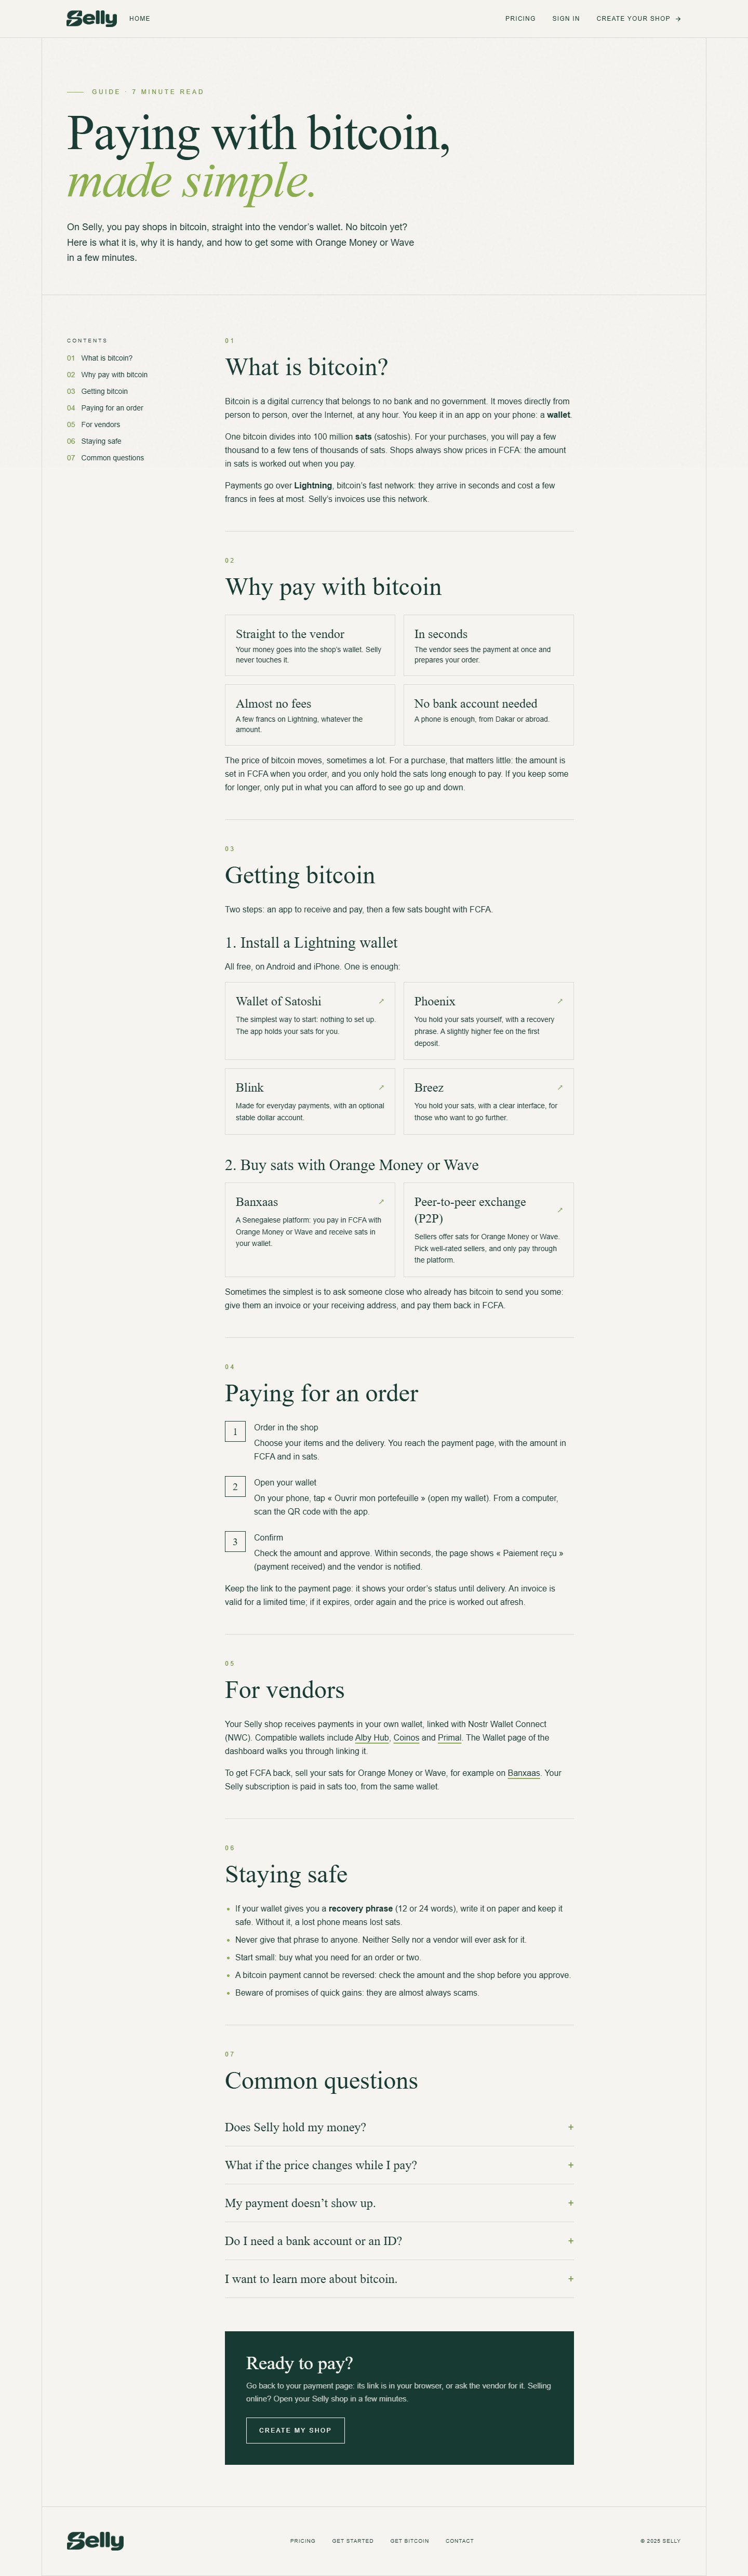 Selly
HOME
PRICING
SIGN IN
CREATE YOUR SHOP →
GUIDE · 7 MINUTE READ
Paying with bitcoin,
made simple.
On Selly, you pay shops in bitcoin, straight into the vendor’s wallet. No bitcoin yet?
Here is what it is, why it is handy, and how to get some with Orange Money or Wave
in a few minutes.
CONTENTS
01 What is bitcoin?
02 Why pay with bitcoin
03 Getting bitcoin
04 Paying for an order
05 For vendors
06 Staying safe
07 Common questions
01
What is bitcoin?
Bitcoin is a digital currency that belongs to no bank and no government. It moves directly from
person to person, over the Internet, at any hour. You keep it in an app on your phone: a wallet.
One bitcoin divides into 100 million sats (satoshis). For your purchases, you will pay a few
thousand to a few tens of thousands of sats. Shops always show prices in FCFA: the amount
in sats is worked out when you pay.
Payments go over Lightning, bitcoin’s fast network: they arrive in seconds and cost a few
francs in fees at most. Selly’s invoices use this network.
02
Why pay with bitcoin
Straight to the vendor
Your money goes into the shop’s wallet. Selly
never touches it.
In seconds
The vendor sees the payment at once and
prepares your order.
Almost no fees
A few francs on Lightning, whatever the
amount.
No bank account needed
A phone is enough, from Dakar or abroad.
The price of bitcoin moves, sometimes a lot. For a purchase, that matters little: the amount is
set in FCFA when you order, and you only hold the sats long enough to pay. If you keep some
for longer, only put in what you can afford to see go up and down.
03
Getting bitcoin
Two steps: an app to receive and pay, then a few sats bought with FCFA.
1. Install a Lightning wallet
All free, on Android and iPhone. One is enough:
Wallet of Satoshi ↗
The simplest way to start: nothing to set up.
The app holds your sats for you.
Phoenix ↗
You hold your sats yourself, with a recovery
phrase. A slightly higher fee on the first
deposit.
Blink ↗
Made for everyday payments, with an optional
stable dollar account.
Breez ↗
You hold your sats, with a clear interface, for
those who want to go further.
2. Buy sats with Orange Money or Wave
Banxaas ↗
A Senegalese platform: you pay in FCFA with
Orange Money or Wave and receive sats in
your wallet.
Peer-to-peer exchange
(P2P) ↗
Sellers offer sats for Orange Money or Wave.
Pick well-rated sellers, and only pay through
the platform.
Sometimes the simplest is to ask someone close who already has bitcoin to send you some:
give them an invoice or your receiving address, and pay them back in FCFA.
04
Paying for an order
1 Order in the shop
Choose your items and the delivery. You reach the payment page, with the amount in
FCFA and in sats.
2 Open your wallet
On your phone, tap « Ouvrir mon portefeuille » (open my wallet). From a computer,
scan the QR code with the app.
3 Confirm
Check the amount and approve. Within seconds, the page shows « Paiement reçu »
(payment received) and the vendor is notified.
Keep the link to the payment page: it shows your order’s status until delivery. An invoice is
valid for a limited time; if it expires, order again and the price is worked out afresh.
05
For vendors
Your Selly shop receives payments in your own wallet, linked with Nostr Wallet Connect
(NWC). Compatible wallets include Alby Hub, Coinos and Primal. The Wallet page of the
dashboard walks you through linking it.
To get FCFA back, sell your sats for Orange Money or Wave, for example on Banxaas. Your
Selly subscription is paid in sats too, from the same wallet.
06
Staying safe
If your wallet gives you a recovery phrase (12 or 24 words), write it on paper and keep it
safe. Without it, a lost phone means lost sats.
Never give that phrase to anyone. Neither Selly nor a vendor will ever ask for it.
Start small: buy what you need for an order or two.
A bitcoin payment cannot be reversed: check the amount and the shop before you approve.
Beware of promises of quick gains: they are almost always scams.
07
Common questions
Does Selly hold my money? +
What if the price changes while I pay? +
My payment doesn’t show up. +
Do I need a bank account or an ID? +
I want to learn more about bitcoin. +
Ready to pay?
Go back to your payment page: its link is in your browser, or ask the vendor for it. Selling
online? Open your Selly shop in a few minutes.
CREATE MY SHOP
Selly
PRICING
GET STARTED
GET BITCOIN
CONTACT
© 2025 SELLY